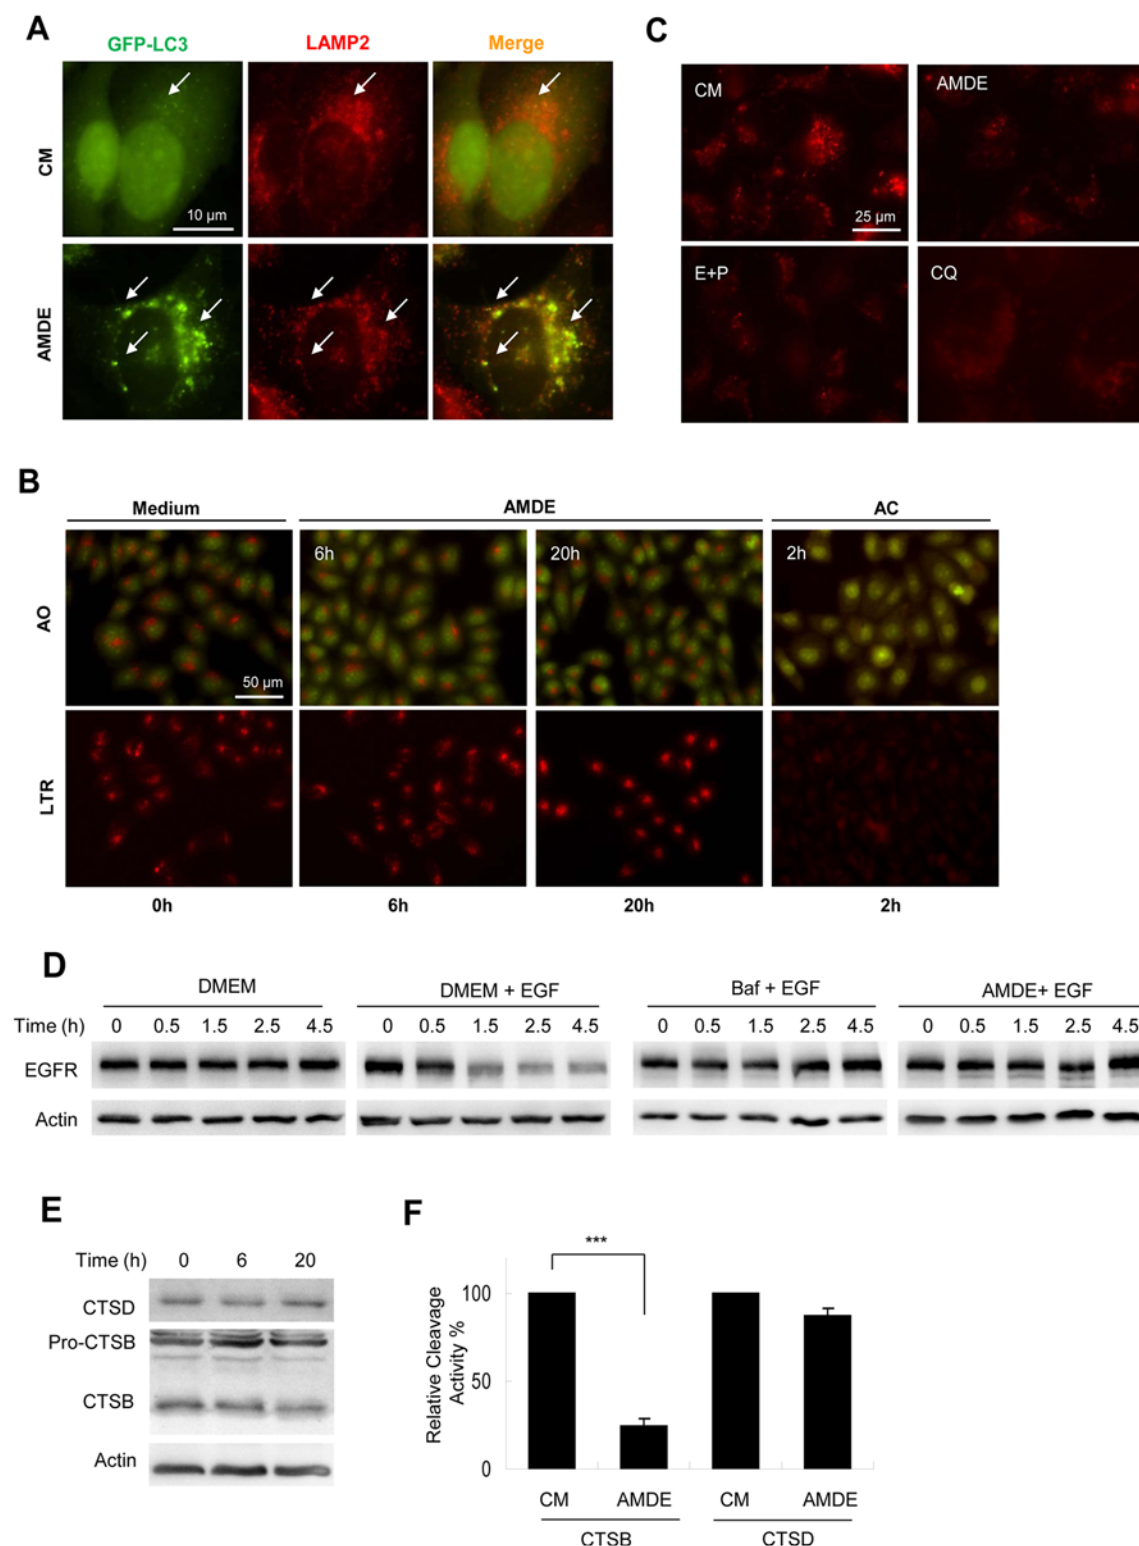 A
GFP-LC3 LAMP2 Merge
CM
10 µm
AMDE
C
CM AMDE
25 µm
E+P CQ
B
Medium AMDE AC
AO
6h 20h 2h
50 µm
LTR
0h 6h 20h 2h
D
DMEM DMEM + EGF Baf + EGF AMDE+ EGF
Time (h) 0 0.5 1.5 2.5 4.5 0 0.5 1.5 2.5 4.5 0 0.5 1.5 2.5 4.5 0 0.5 1.5 2.5 4.5
EGFR
Actin
E
Time (h) 0 6 20
CTSD
Pro-CTSB
CTSB
Actin
F
***
Relative Cleavage
Activity %
100
50
0
CM AMDE CM AMDE
CTSB CTSD